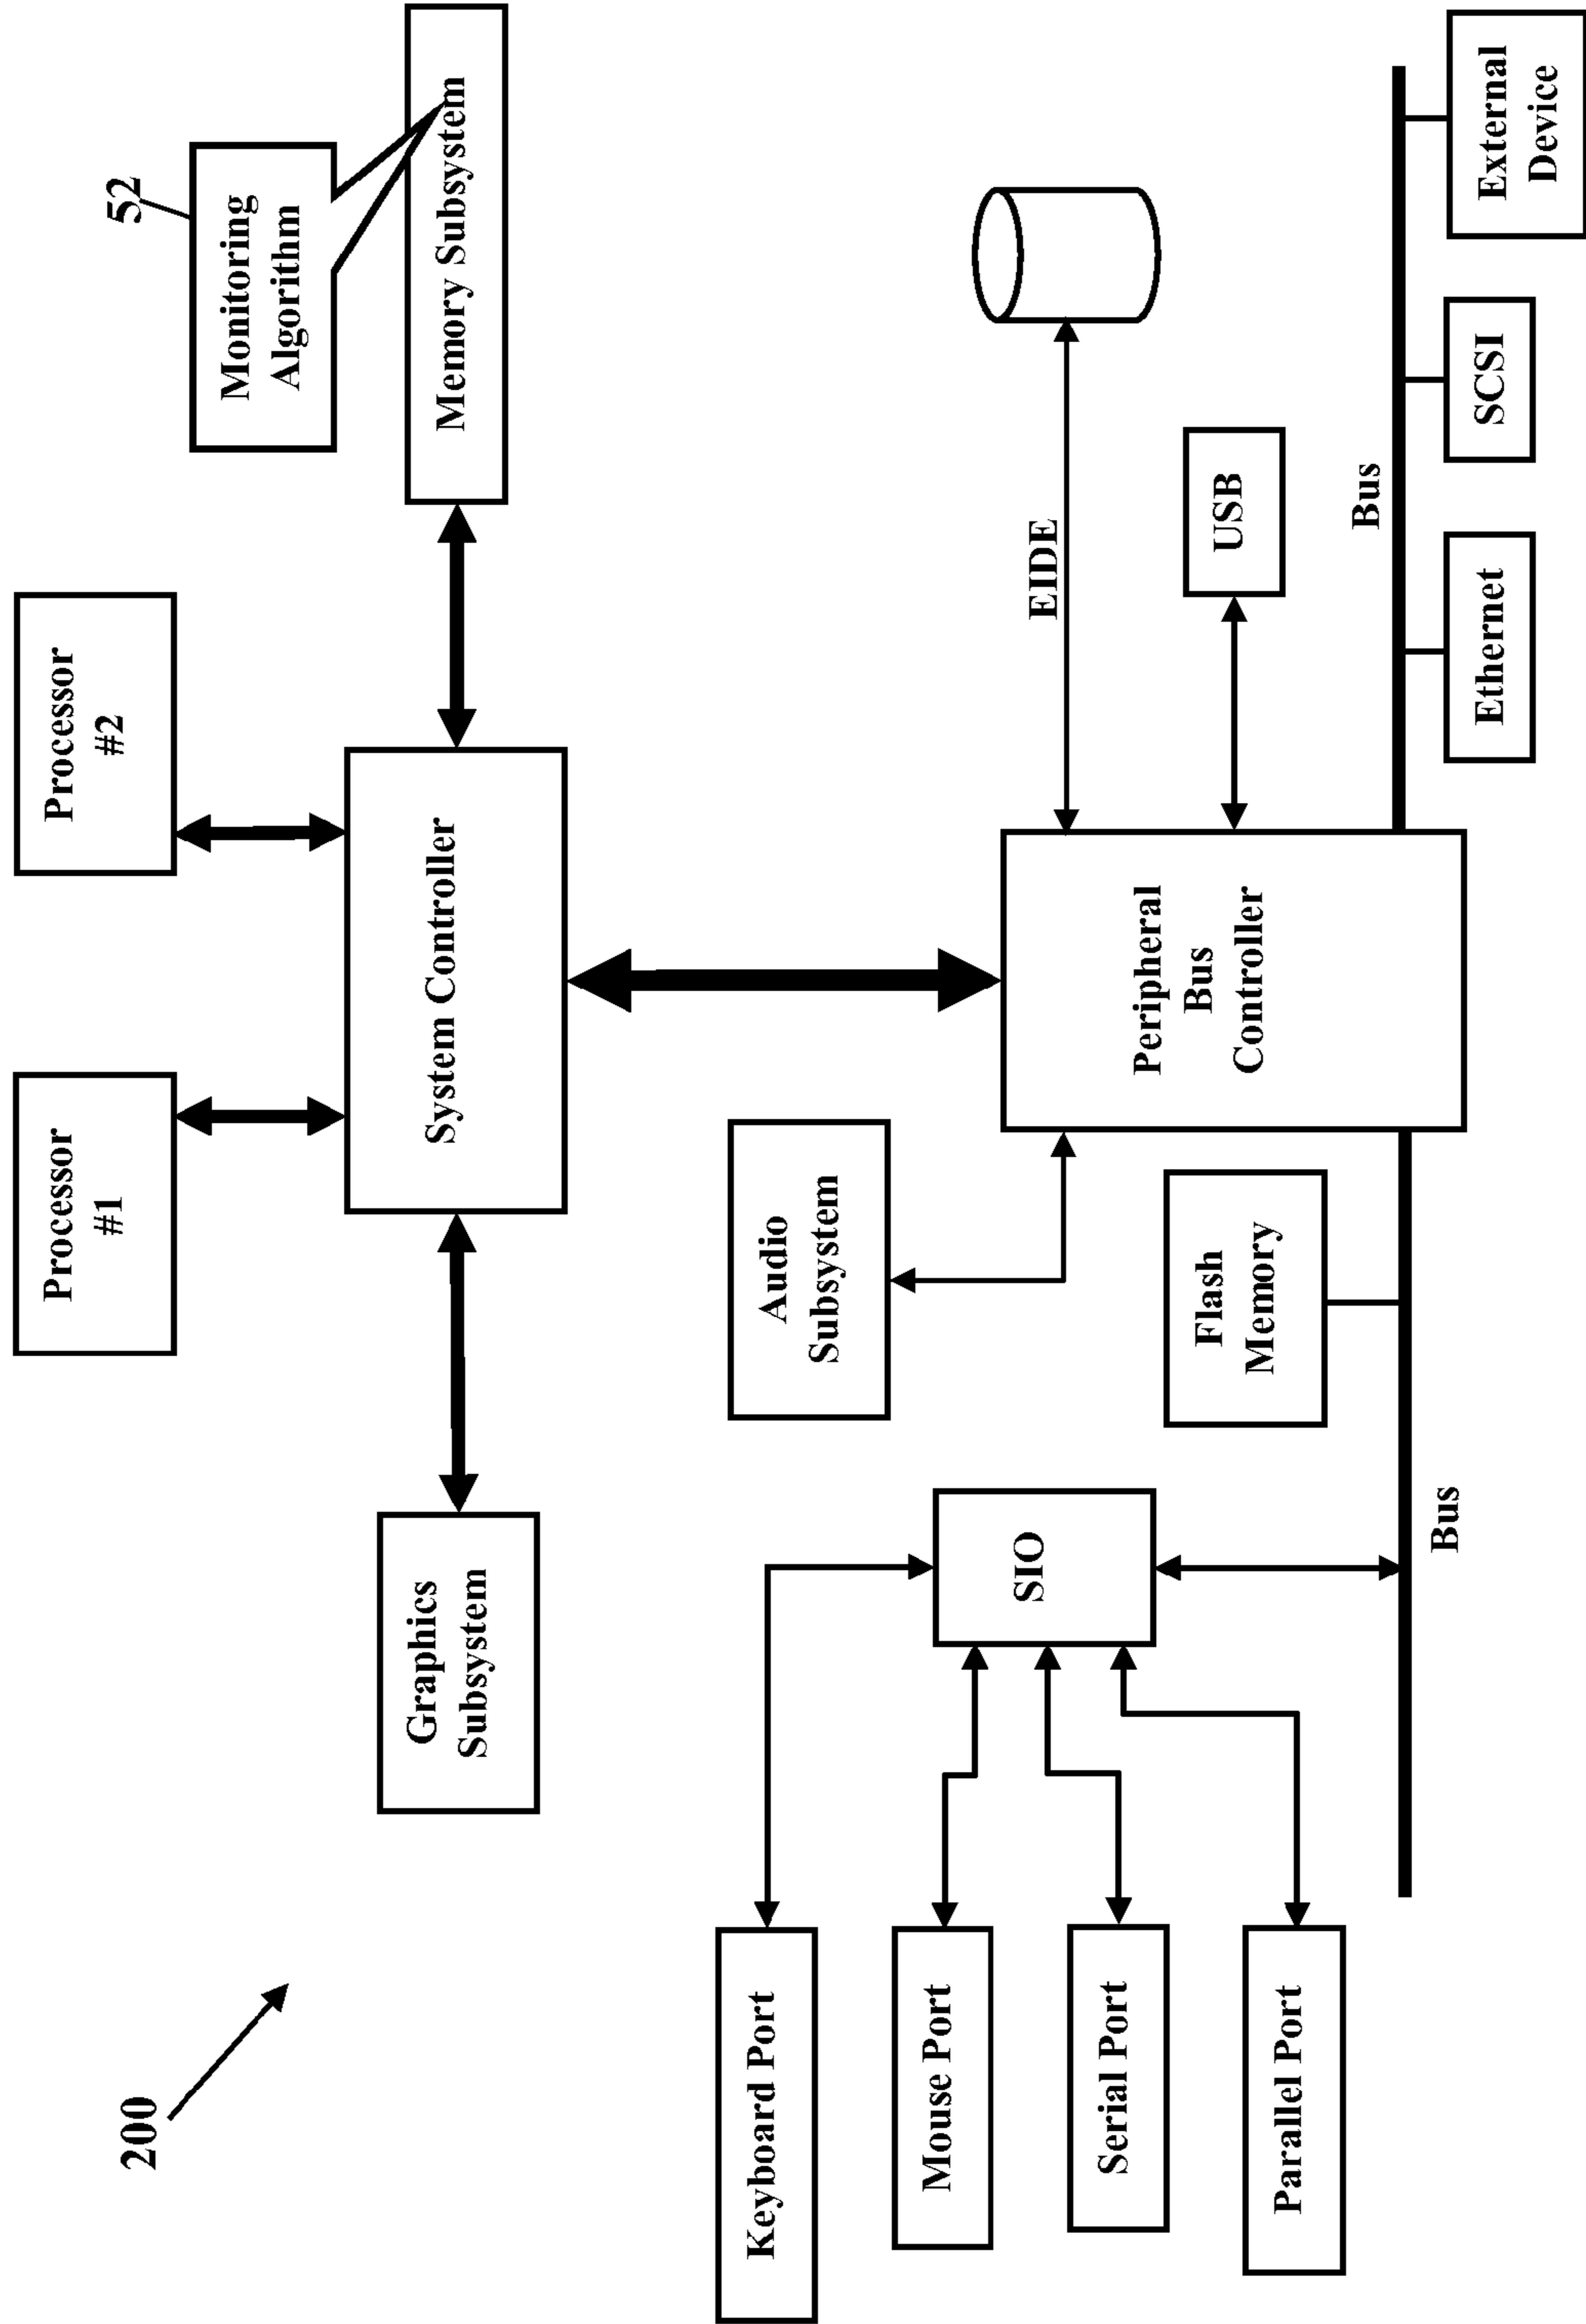 200
52
Processor
#1
Processor
#2
Monitoring
Algorithm
Graphics
Subsystem
System Controller
Memory Subsystem
Keyboard Port
Mouse Port
Serial Port
Parallel Port
SIO
Audio
Subsystem
Flash
Memory
Peripheral
Bus
Controller
EIDE
USB
Bus
Bus
Ethernet
SCSI
External
Device